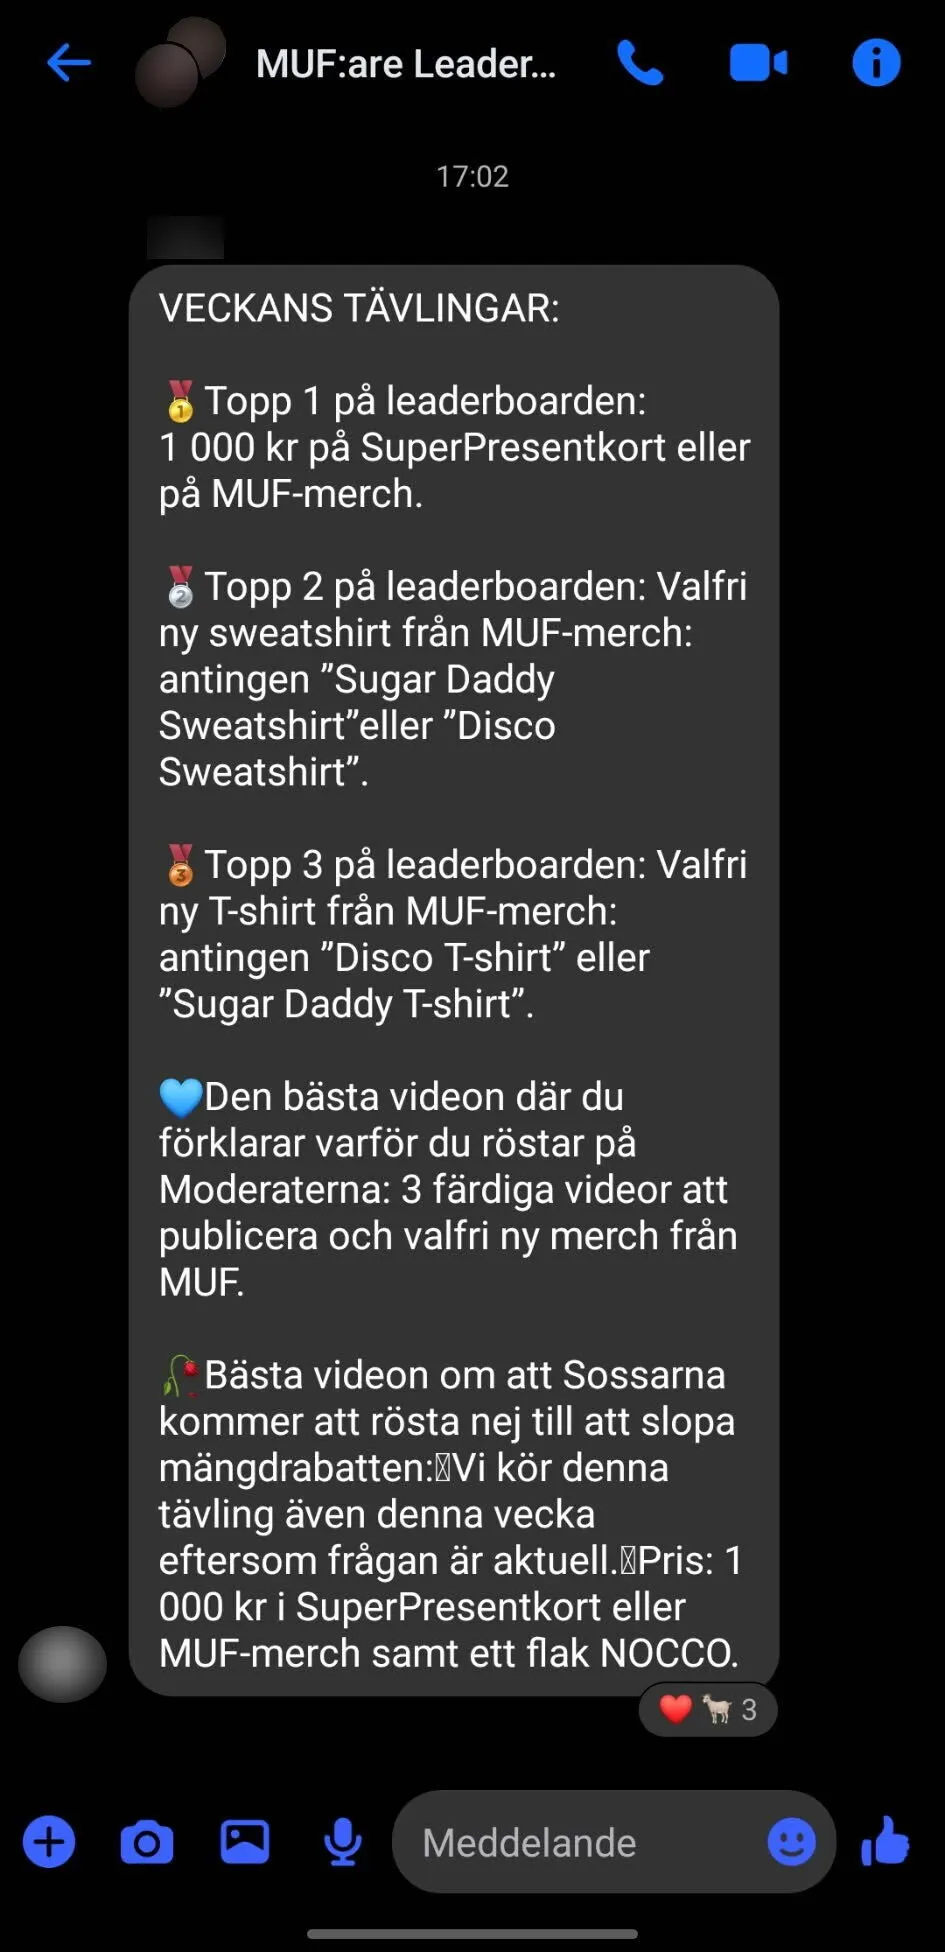 MUF:are Leader...
17:02
VECKANS TÄVLINGAR:
🥇Topp 1 på leaderboarden:
1 000 kr på SuperPresentkort eller
på MUF-merch.
🥈Topp 2 på leaderboarden: Valfri
ny sweatshirt från MUF-merch:
antingen ”Sugar Daddy
Sweatshirt”eller ”Disco
Sweatshirt”.
🥉Topp 3 på leaderboarden: Valfri
ny T-shirt från MUF-merch:
antingen ”Disco T-shirt” eller
”Sugar Daddy T-shirt”.
🩵Den bästa videon där du
förklarar varför du röstar på
Moderaterna: 3 färdiga videor att
publicera och valfri ny merch från
MUF.
🥀Bästa videon om att Sossarna
kommer att rösta nej till att slopa
mängdrabatten:Vi kör denna
tävling även denna vecka
eftersom frågan är aktuell.Pris: 1
000 kr i SuperPresentkort eller
MUF-merch samt ett flak NOCCO.
❤️🐐 3
Meddelande